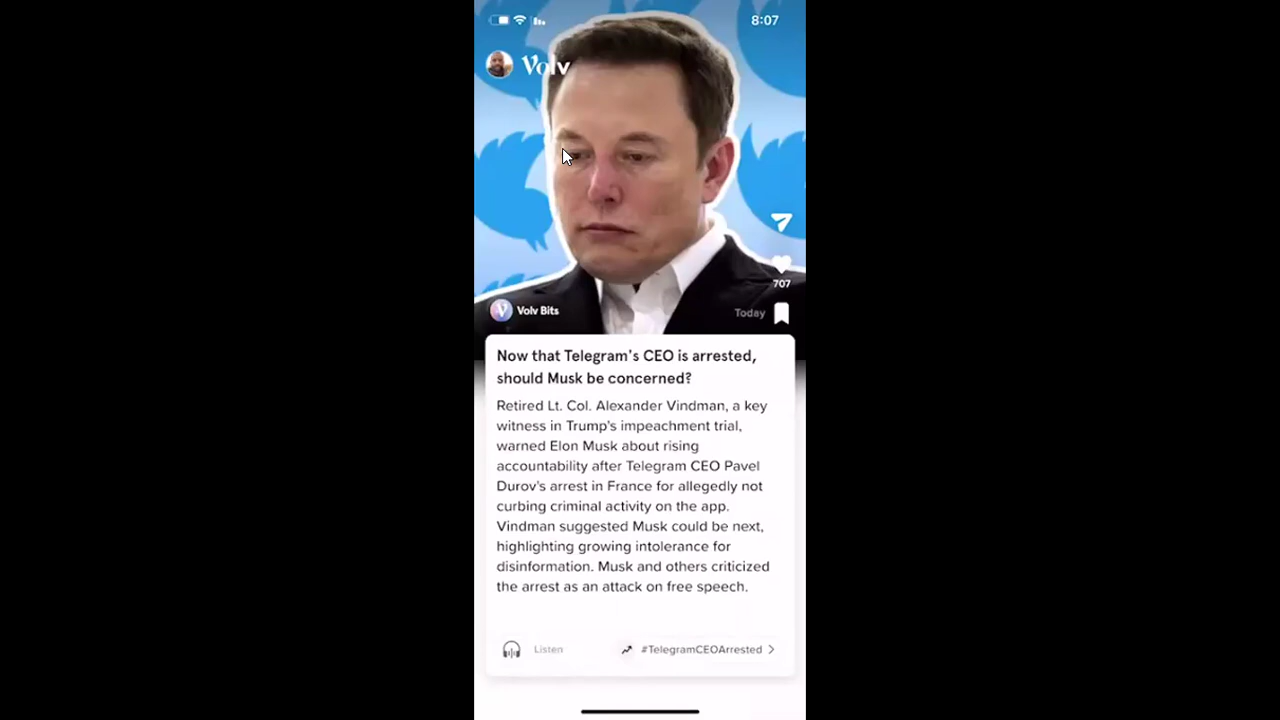 8:07
Volv
707
Volv Bits
Today
Now that Telegram's CEO is arrested,
should Musk be concerned?
Retired Lt. Col. Alexander Vindman, a key
witness in Trump's impeachment trial,
warned Elon Musk about rising
accountability after Telegram CEO Pavel
Durov's arrest in France for allegedly not
curbing criminal activity on the app.
Vindman suggested Musk could be next,
highlighting growing intolerance for
disinformation. Musk and others criticized
the arrest as an attack on free speech.
Listen
#TelegramCEOArrested